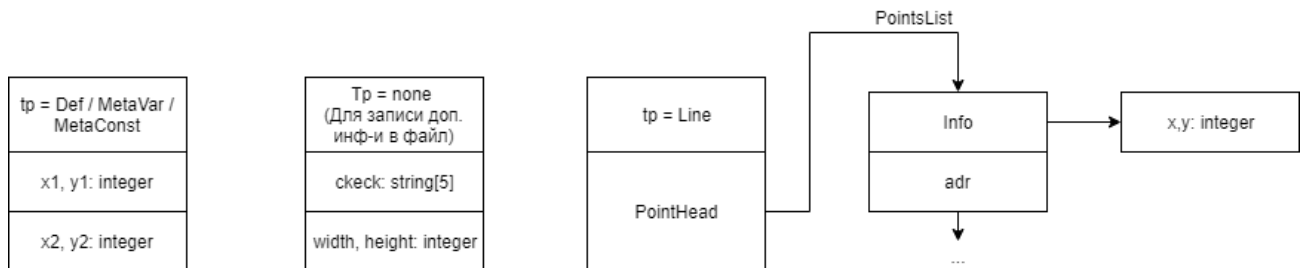 PointsList
tp = Def / MetaVar /
MetaConst
x1, y1: integer
x2, y2: integer
Tp = none
(Для записи доп.
инф-и в файл)
ckeck: string[5]
width, height: integer
tp = Line
PointHead
Info
adr
...
x,y: integer